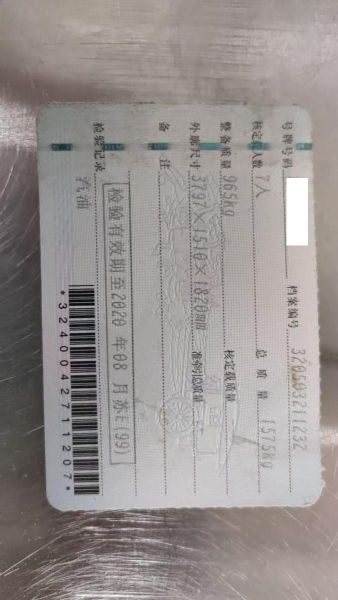 号牌号码 档案编号 320503211232
核定载人数 7人 总质量 1575kg
整备质量 965kg 核定载质量
外廓尺寸 3797×1510×1820mm 准牵引总质量
备注
检验有效期至2020年08月苏E(99)
检验记录
汽油
*3240042711207*